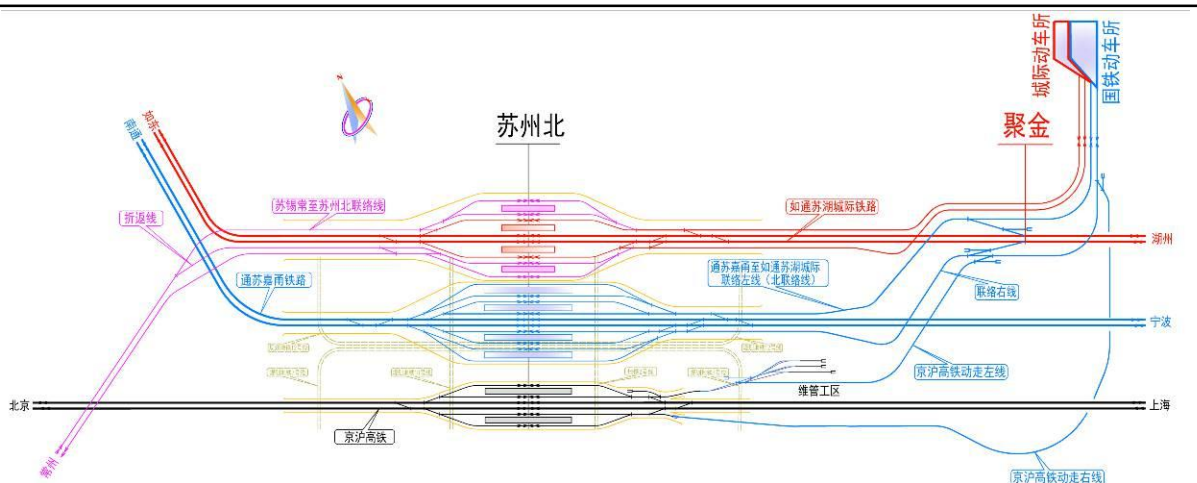 城际动车所
国铁动车所
苏州北
聚金
如东
南通
折返线
苏锡常至苏州北联络线
如通苏湖城际铁路
湖州
通苏嘉甬铁路
通苏嘉甬至如通苏湖城际
联络左线（北联络线）
联络右线
宁波
京沪高铁动走左线
维管工区
北京
上海
京沪高铁
常州
京沪高铁动走右线